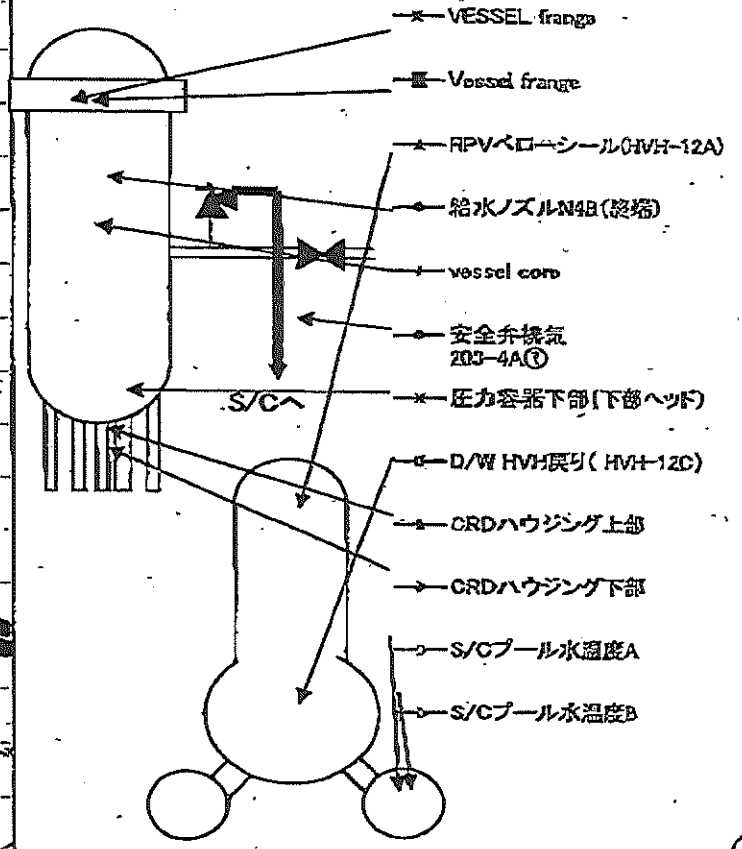 VESSEL frange
Vessel frange
RPVベローシール(HVH-12A)
給水ノズルN4B(終端)
vessel core
安全弁排気
203-4A①
圧力容器下部(下部ヘッド)
S/Cへ
D/W HVH戻り( HVH-12C)
CRDハウジング上部
CRDハウジング下部
S/Cプール水温度A
S/Cプール水温度B